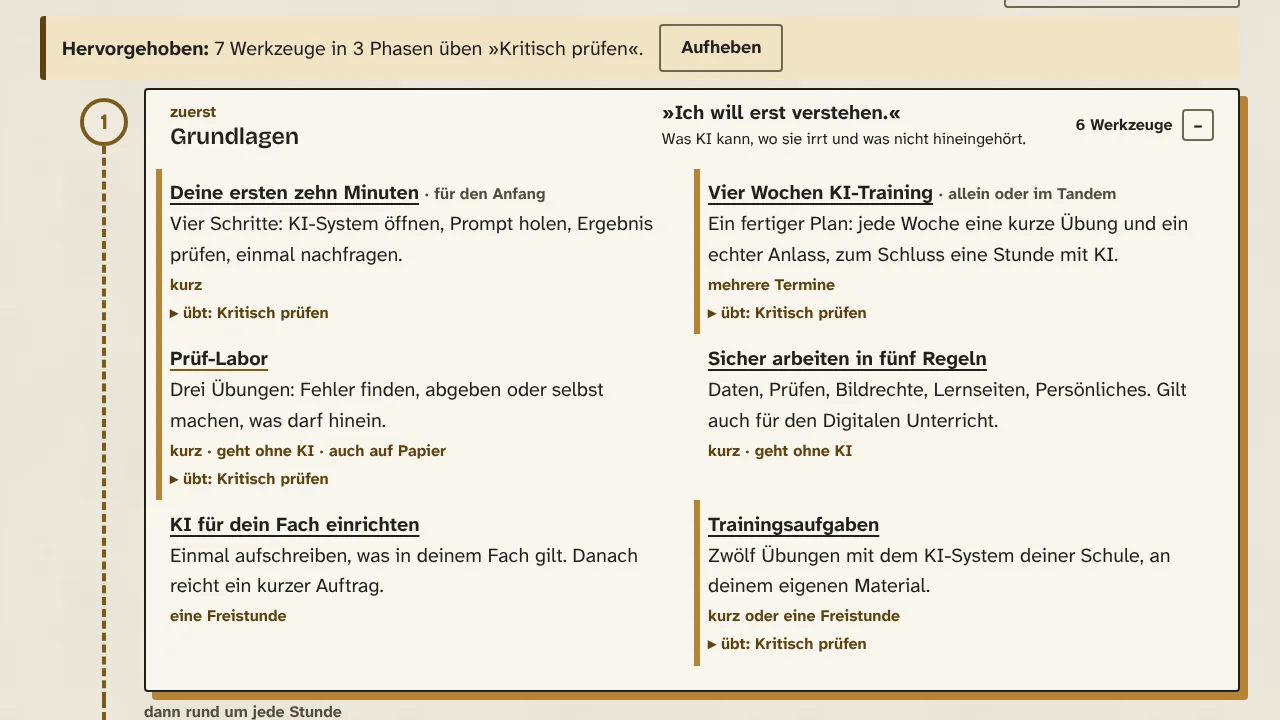 Hervorgehoben: 7 Werkzeuge in 3 Phasen üben »Kritisch prüfen«.
Aufheben
1
zuerst
Grundlagen
»Ich will erst verstehen.«
Was KI kann, wo sie irrt und was nicht hineingehört.
6 Werkzeuge
–
Deine ersten zehn Minuten · für den Anfang
Vier Schritte: KI-System öffnen, Prompt holen, Ergebnis
prüfen, einmal nachfragen.
kurz
▸ übt: Kritisch prüfen
Vier Wochen KI-Training · allein oder im Tandem
Ein fertiger Plan: jede Woche eine kurze Übung und ein
echter Anlass, zum Schluss eine Stunde mit KI.
mehrere Termine
▸ übt: Kritisch prüfen
Prüf-Labor
Drei Übungen: Fehler finden, abgeben oder selbst
machen, was darf hinein.
kurz · geht ohne KI · auch auf Papier
▸ übt: Kritisch prüfen
Sicher arbeiten in fünf Regeln
Daten, Prüfen, Bildrechte, Lernseiten, Persönliches. Gilt
auch für den Digitalen Unterricht.
kurz · geht ohne KI
KI für dein Fach einrichten
Einmal aufschreiben, was in deinem Fach gilt. Danach
reicht ein kurzer Auftrag.
eine Freistunde
Trainingsaufgaben
Zwölf Übungen mit dem KI-System deiner Schule, an
deinem eigenen Material.
kurz oder eine Freistunde
▸ übt: Kritisch prüfen
dann rund um jede Stunde